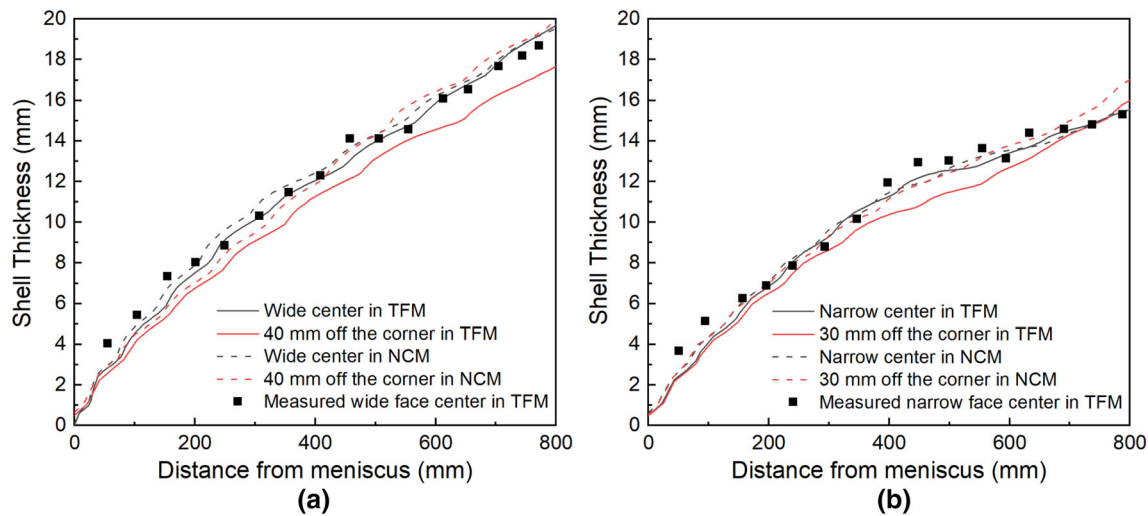 20
18
16
14
12
10
8
6
4
2
0
Shell Thickness (mm)
Wide center in TFM
40 mm off the corner in TFM
Wide center in NCM
40 mm off the corner in NCM
Measured wide face center in TFM
0 200 400 600 800
Distance from meniscus (mm)
(a)
20
18
16
14
12
10
8
6
4
2
0
Shell Thickness (mm)
Narrow center in TFM
30 mm off the corner in TFM
Narrow center in NCM
30 mm off the corner in NCM
Measured narrow face center in TFM
0 200 400 600 800
Distance from meniscus (mm)
(b)